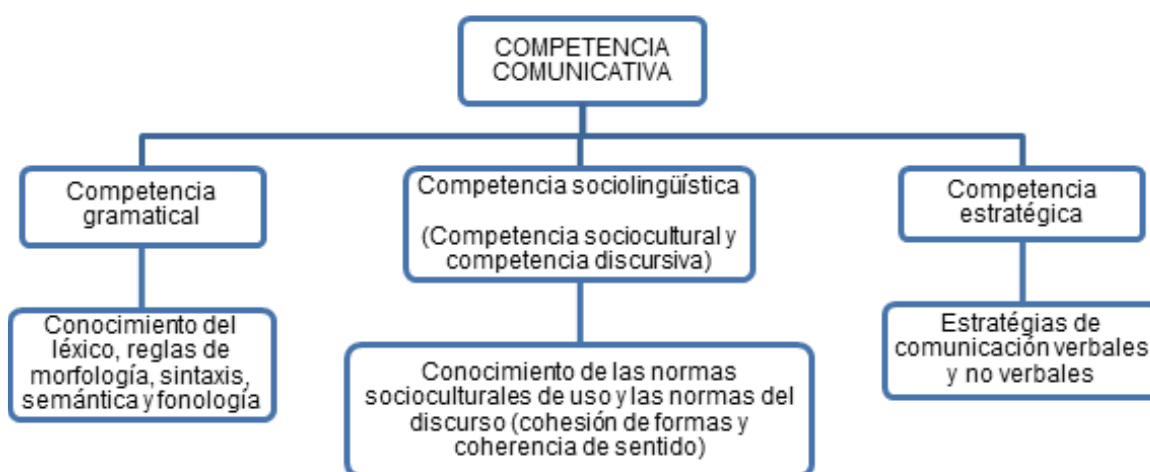 COMPETENCIA
COMUNICATIVA
Competencia
gramatical
Competencia sociolingüística
(Competencia sociocultural y
competencia discursiva)
Competencia
estratégica
Conocimiento del
léxico, reglas de
morfología, sintaxis,
semántica y fonología
Conocimiento de las normas
socioculturales de uso y las normas del
discurso (cohesión de formas y
coherencia de sentido)
Estratégias de
comunicación verbales
y no verbales